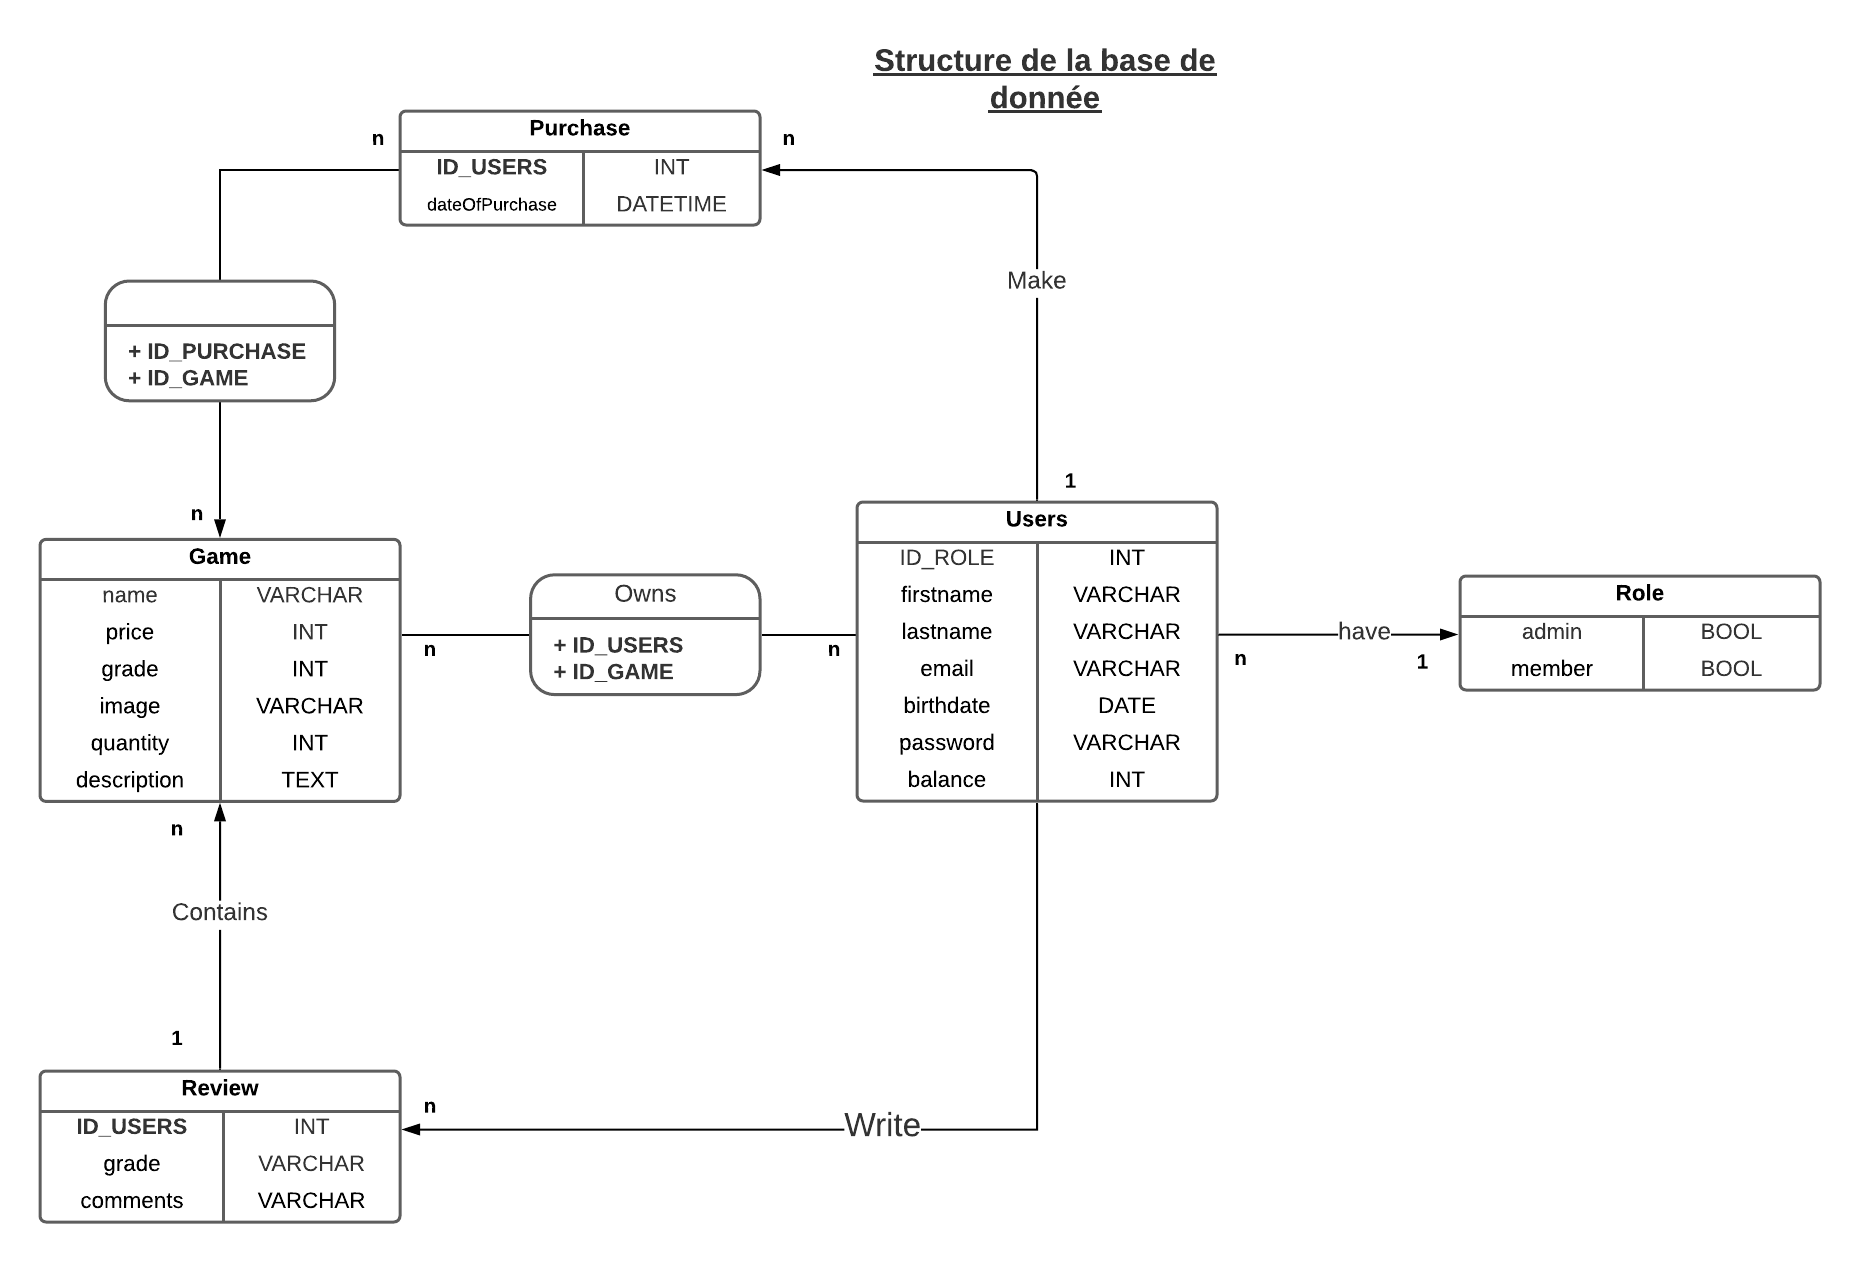 Structure de la base de
donnée
n
Purchase
n
ID_USERS INT
dateOfPurchase DATETIME
Make
+ ID_PURCHASE
+ ID_GAME
n
1
Game
name VARCHAR
price INT
grade INT
image VARCHAR
quantity INT
description TEXT
n
Owns
+ ID_USERS
+ ID_GAME
n
Users
ID_ROLE INT
firstname VARCHAR
lastname VARCHAR
email VARCHAR
birthdate DATE
password VARCHAR
balance INT
n
have
1
Role
admin BOOL
member BOOL
n
Contains
1
Review
ID_USERS INT
grade VARCHAR
comments VARCHAR
n
Write